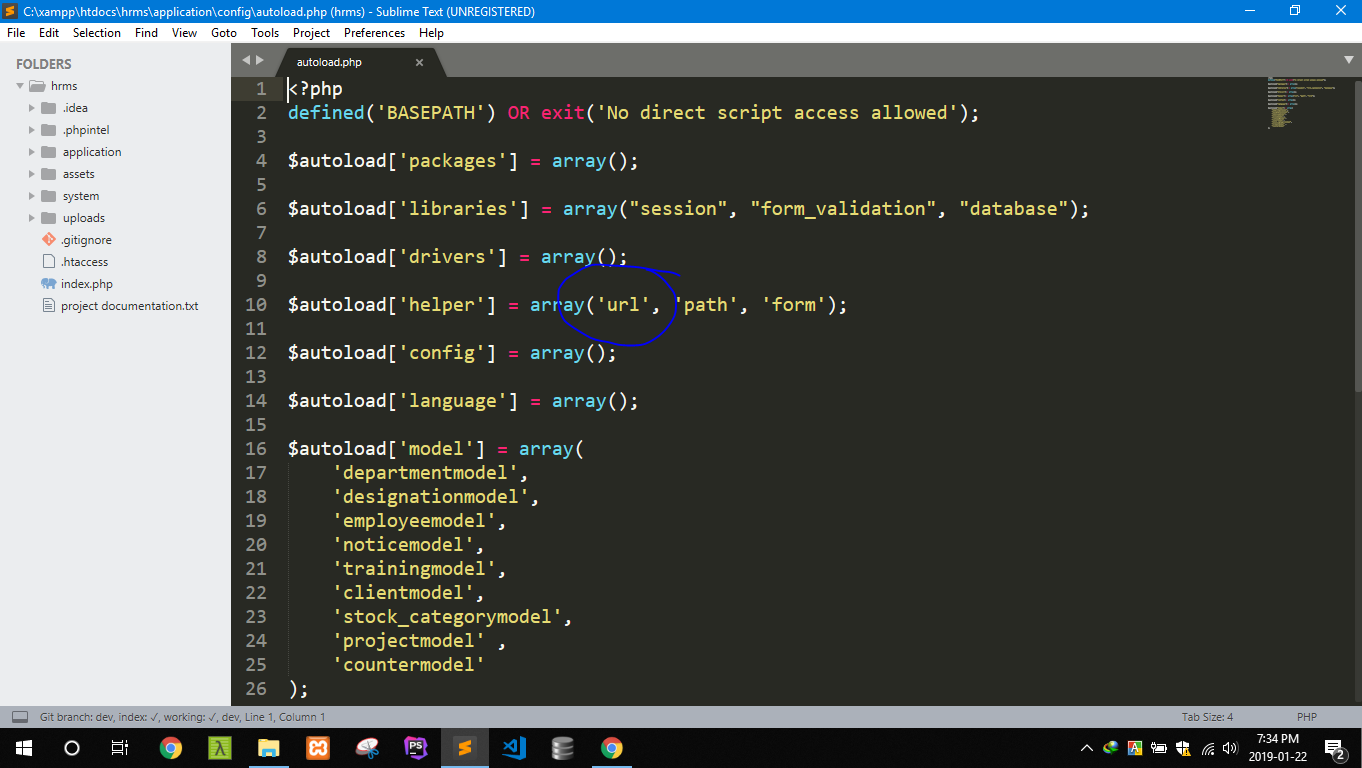 C:\xampp\htdocs\hrms\application\config\autoload.php (hrms) - Sublime Text (UNREGISTERED)
File Edit Selection Find View Goto Tools Project Preferences Help
FOLDERS
hrms
.idea
.phpintel
application
assets
system
uploads
.gitignore
.htaccess
index.php
project documentation.txt
autoload.php
1 <?php
2 defined('BASEPATH') OR exit('No direct script access allowed');
3
4 $autoload['packages'] = array();
5
6 $autoload['libraries'] = array("session", "form_validation", "database");
7
8 $autoload['drivers'] = array();
9
10 $autoload['helper'] = array('url', 'path', 'form');
11
12 $autoload['config'] = array();
13
14 $autoload['language'] = array();
15
16 $autoload['model'] = array(
17 'departmentmodel',
18 'designationmodel',
19 'employeemodel',
20 'noticemodel',
21 'trainingmodel',
22 'clientmodel',
23 'stock_categorymodel',
24 'projectmodel' ,
25 'countermodel'
26 );
Git branch: dev, index: ✓, working: ✓, dev, Line 1, Column 1
Tab Size: 4 PHP
PS
7:34 PM
2019-01-22
2